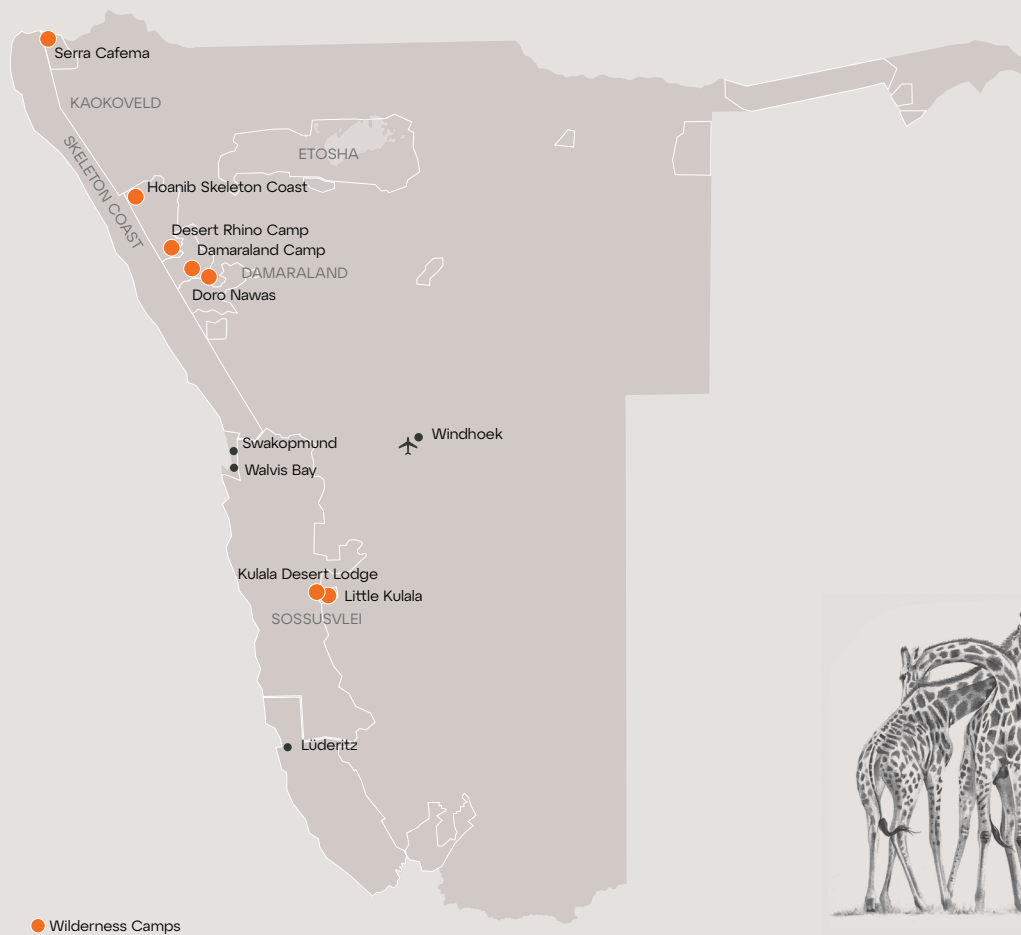 Serra Cafema
KAOKOVELD
SKELETON COAST
ETOSHA
Hoanib Skeleton Coast
Desert Rhino Camp
Damaraland Camp
DAMARALAND
Doro Nawas
Windhoek
Swakopmund
Walvis Bay
Kulala Desert Lodge
Little Kulala
SOSSUSVLEI
Lüderitz
Wilderness Camps